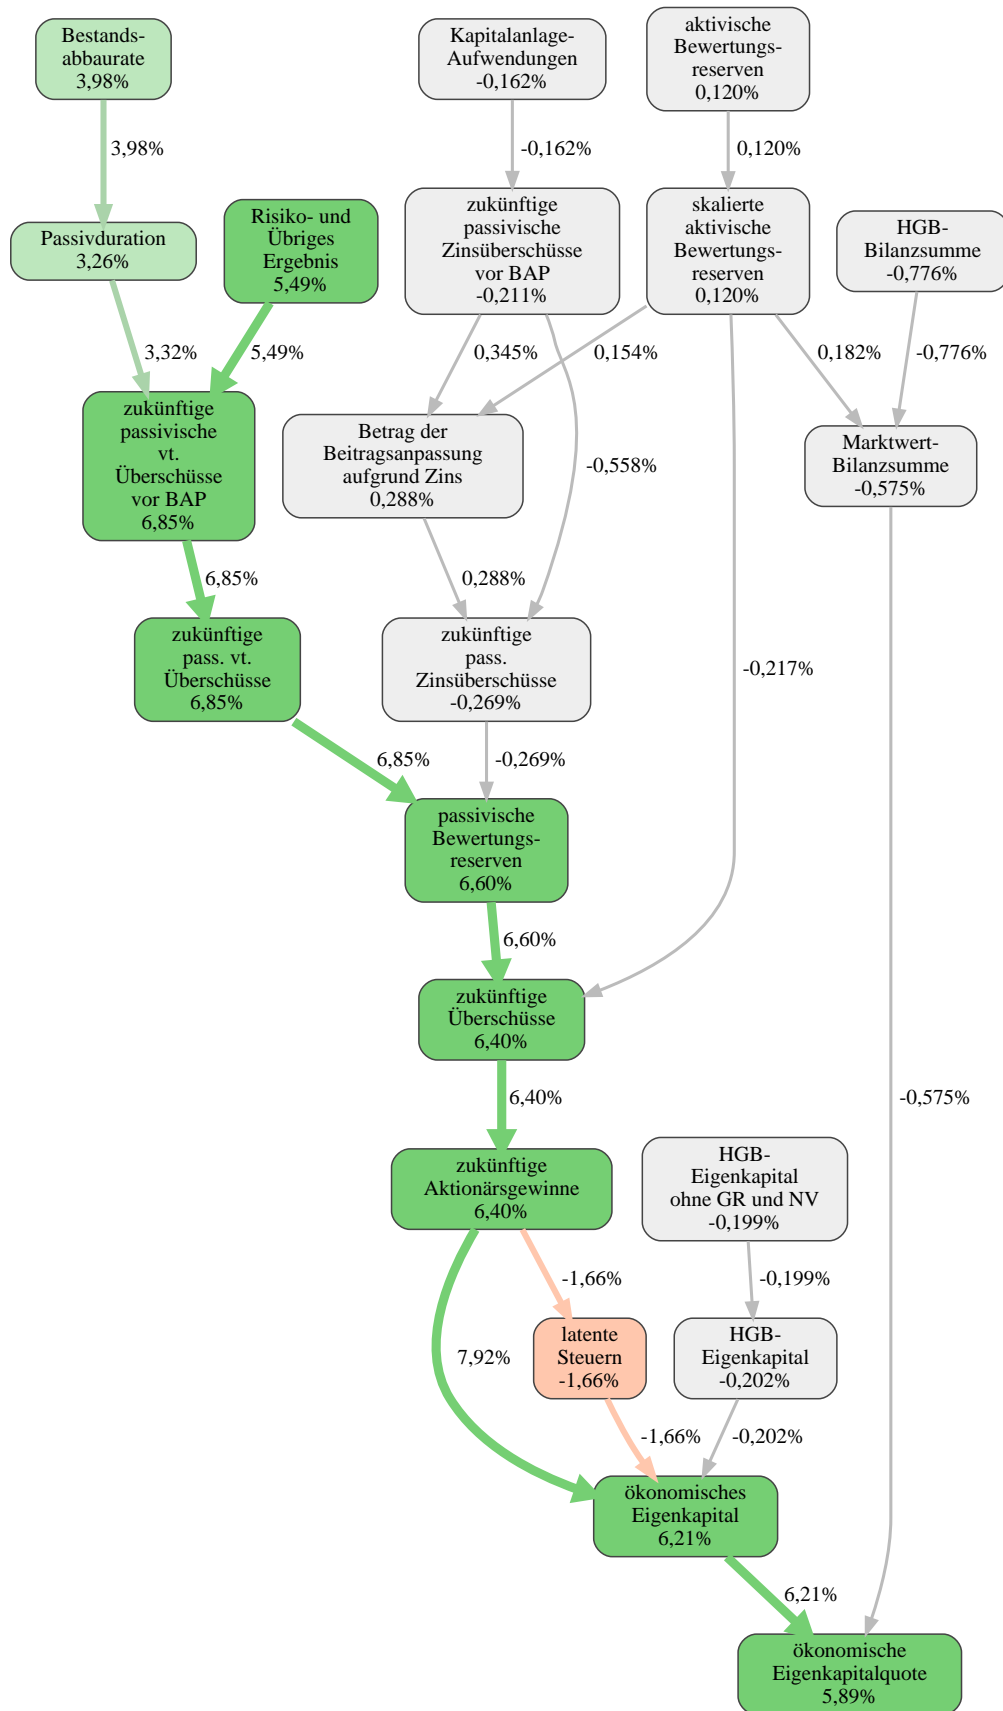 Bestands-
abbaurate
3,98%
Kapitalanlage-
Aufwendungen
-0,162%
aktivische
Bewertungs-
reserven
0,120%
3,98%
-0,162%
0,120%
Passivduration
3,26%
Risiko- und
Übriges
Ergebnis
5,49%
zukünftige
passivische
Zinsüberschüsse
vor BAP
-0,211%
skalierte
aktivische
Bewertungs-
reserven
0,120%
HGB-
Bilanzsumme
-0,776%
3,32%
5,49%
0,345%
0,154%
0,182%
-0,776%
zukünftige
passivische
vt.
Überschüsse
vor BAP
6,85%
Betrag der
Beitragsanpassung
aufgrund Zins
0,288%
-0,558%
Marktwert-
Bilanzsumme
-0,575%
6,85%
0,288%
zukünftige
pass. vt.
Überschüsse
6,85%
zukünftige
pass.
Zinsüberschüsse
-0,269%
-0,217%
6,85%
-0,269%
passivische
Bewertungs-
reserven
6,60%
6,60%
zukünftige
Überschüsse
6,40%
6,40%
-0,575%
zukünftige
Aktionärsgewinne
6,40%
HGB-
Eigenkapital
ohne GR und NV
-0,199%
-1,66%
-0,199%
7,92%
latente
Steuern
-1,66%
HGB-
Eigenkapital
-0,202%
-1,66%
-0,202%
ökonomisches
Eigenkapital
6,21%
6,21%
ökonomische
Eigenkapitalquote
5,89%